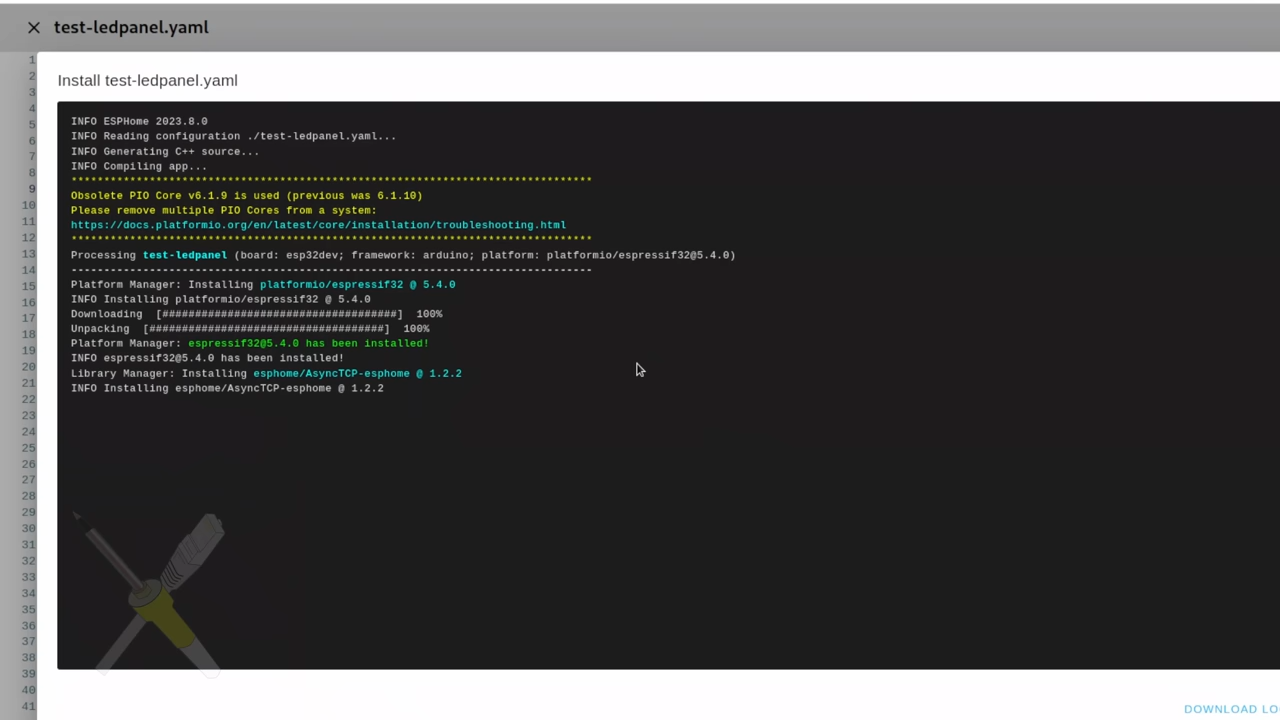 test-ledpanel.yaml
Install test-ledpanel.yaml
INFO ESPHome 2023.8.0
INFO Reading configuration ./test-ledpanel.yaml...
INFO Generating C++ source...
INFO Compiling app...
********************************************************************************
Obsolete PIO Core v6.1.9 is used (previous was 6.1.10)
Please remove multiple PIO Cores from a system:
https://docs.platformio.org/en/latest/core/installation/troubleshooting.html
********************************************************************************
Processing test-ledpanel (board: esp32dev; framework: arduino; platform: platformio/espressif32@5.4.0)
--------------------------------------------------------------------------------
Platform Manager: Installing platformio/espressif32 @ 5.4.0
INFO Installing platformio/espressif32 @ 5.4.0
Downloading  [####################################]  100%
Unpacking  [####################################]  100%
Platform Manager: espressif32@5.4.0 has been installed!
INFO espressif32@5.4.0 has been installed!
Library Manager: Installing esphome/AsyncTCP-esphome @ 1.2.2
INFO Installing esphome/AsyncTCP-esphome @ 1.2.2
1
2
3
4
5
6
7
8
9
10
11
12
13
14
15
16
17
18
19
20
21
22
23
24
25
26
27
28
29
30
31
32
33
34
35
36
37
38
39
40
41
DOWNLOAD LO